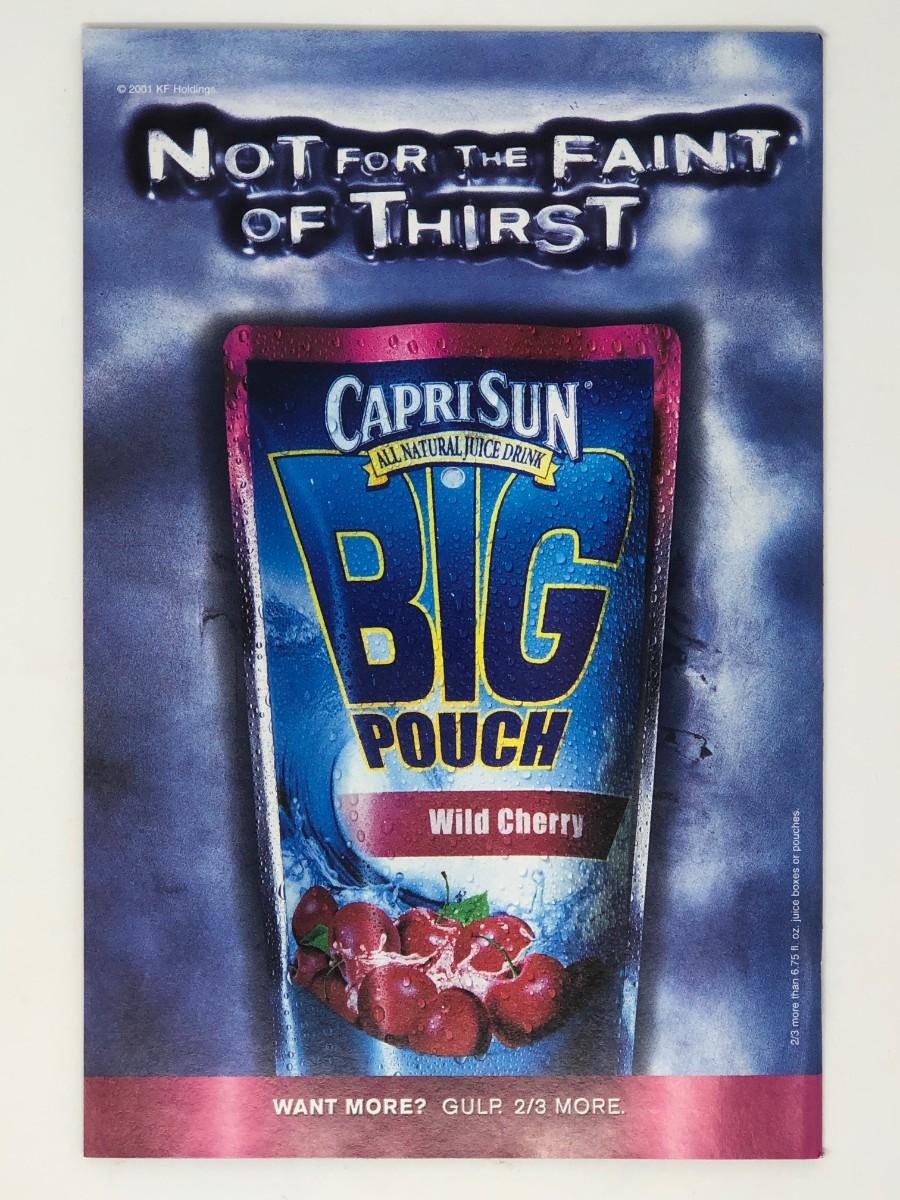 © 2001 KF Holdings.
NOT FOR THE FAINT
OF THIRST
CAPRI SUN®
ALL NATURAL JUICE DRINK
BIG
POUCH
Wild Cherry
2/3 more than 6.75 fl. oz. juice boxes or pouches.
WANT MORE? GULP. 2/3 MORE.